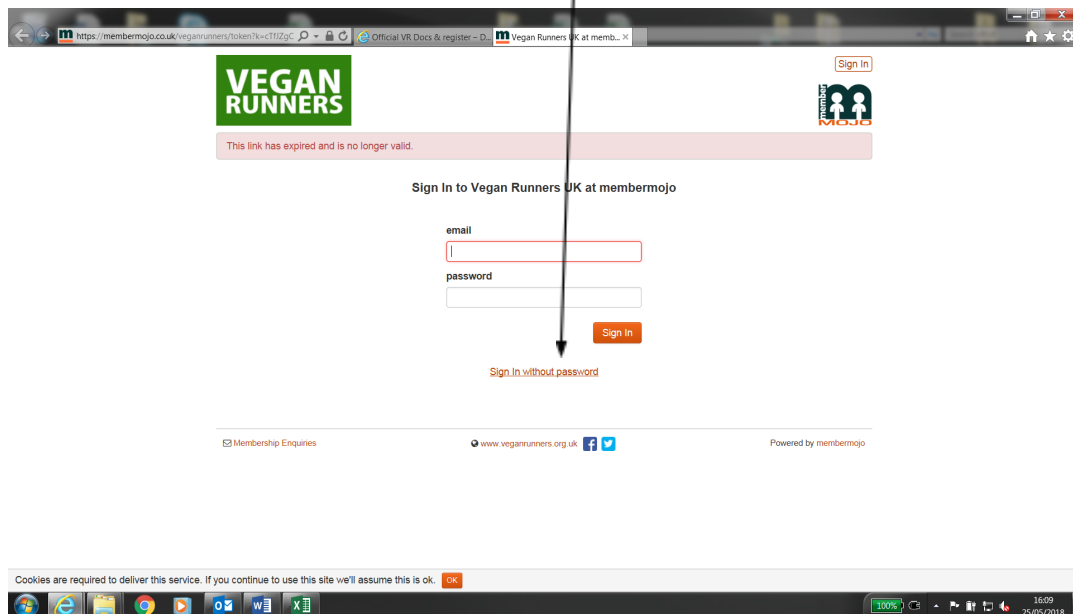 https://membermojo.co.uk/veganrunners/token?k=cTfJZgC
Official VR Docs & register – D...
Vegan Runners UK at memb...
Sign In
VEGAN
RUNNERS
member
MOJO
This link has expired and is no longer valid.
Sign In to Vegan Runners UK at membermojo
email
password
Sign In
Sign In without password
Membership Enquiries
www.veganrunners.org.uk
Powered by membermojo
Cookies are required to deliver this service. If you continue to use this site we'll assume this is ok.
OK
100%
16:09
25/05/2018